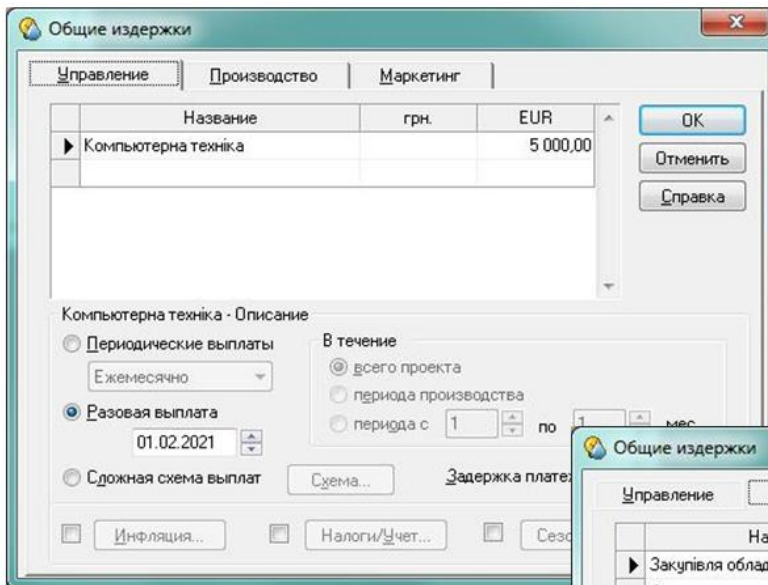 Общие издержки
Управление Производство Маркетинг
Название грн. EUR
Компьютерна техніка 5 000,00
OK
Отменить
Справка
Компьютерна техніка - Описание
Периодические выплаты
Ежемесячно
Разовая выплата
01.02.2021
Сложная схема выплат Схема...
В течение
всего проекта
периода производства
периода с 1 по 1 мес
Задержка
Инфляция... Налоги/Учет...
Общие издержки
Управление
Закупівля